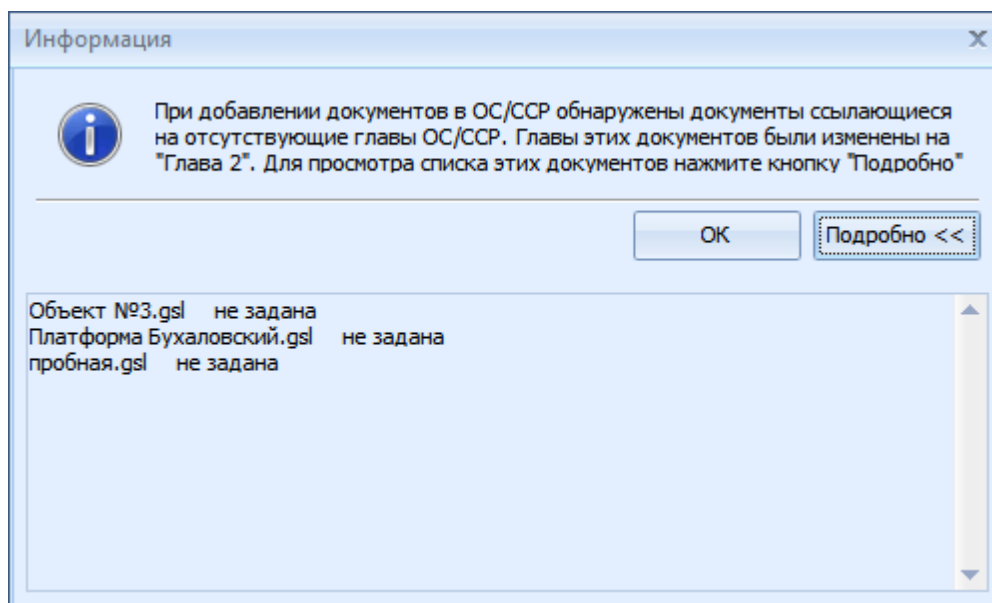 Информация
При добавлении документов в ОС/ССР обнаружены документы ссылающиеся
на отсутствующие главы ОС/ССР. Главы этих документов были изменены на
"Глава 2". Для просмотра списка этих документов нажмите кнопку "Подробно"
ОК
Подробно <<
Объект №3.gsl не задана
Платформа Бухаловский.gsl не задана
пробная.gsl не задана